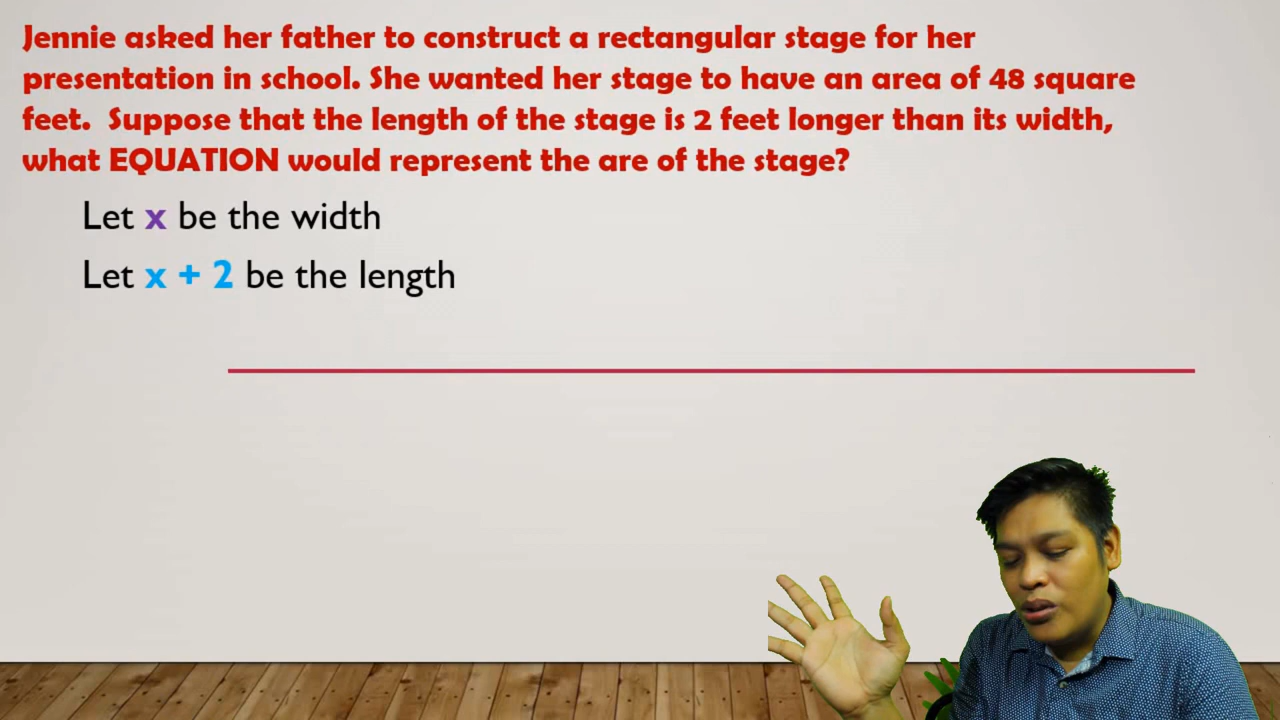 Jennie asked her father to construct a rectangular stage for her
presentation in school. She wanted her stage to have an area of 48 square
feet. Suppose that the length of the stage is 2 feet longer than its width,
what EQUATION would represent the are of the stage?
Let x be the width
Let x + 2 be the length